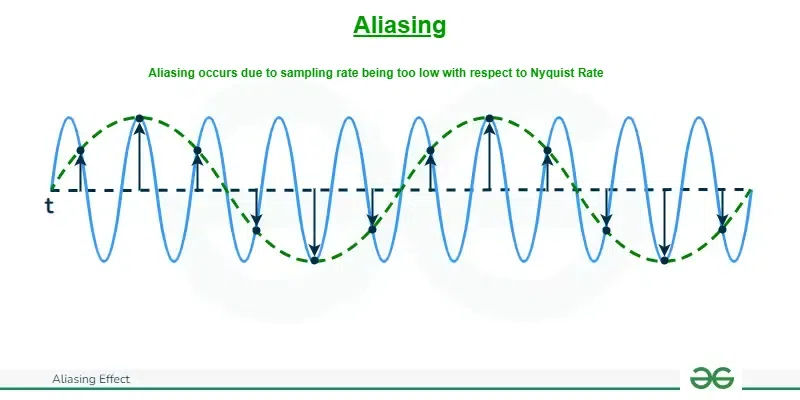 Aliasing
Aliasing occurs due to sampling rate being too low with respect to Nyquist Rate
t
Aliasing Effect